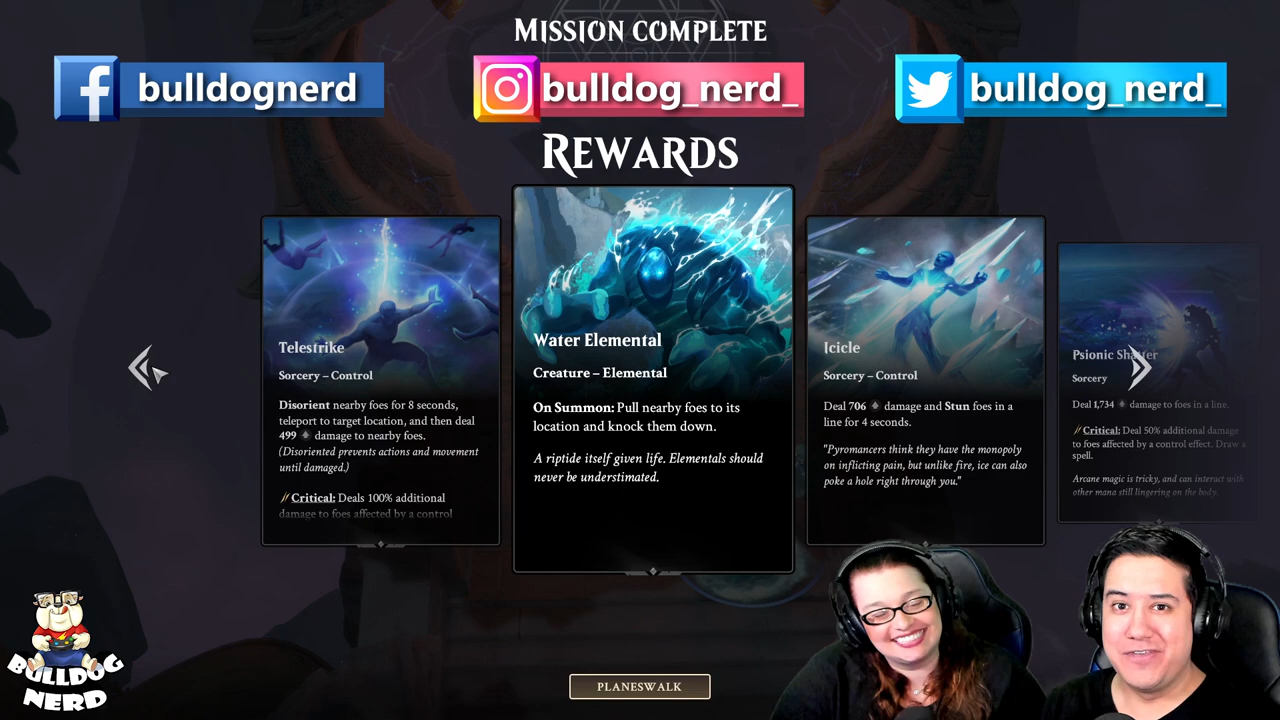 MISSION COMPLETE
bulldognerd
bulldog_nerd_
bulldog_nerd_
REWARDS
Telestrike
Sorcery – Control
Disorient nearby foes for 8 seconds,
teleport to target location, and then deal
499 damage to nearby foes.
(Disoriented prevents actions and movement
until damaged.)
Critical: Deals 100% additional
damage to foes affected by a control
Water Elemental
Creature – Elemental
On Summon: Pull nearby foes to its
location and knock them down.
A riptide itself given life. Elementals should
never be understimated.
Icicle
Sorcery – Control
Deal 706 damage and Stun foes in a
line for 4 seconds.
"Pyromancers think they have the monopoly
on inflicting pain, but unlike fire, ice can also
poke a hole right through you."
Psionic Shatter
Sorcery
Deal 1,734 damage to foes in a line.
Critical: Deal 50% additional damage
to foes affected by a control effect. Draw a
spell.
Arcane magic is tricky, and can interact with
other mana still lingering on the body.
BULLDOG
NERD
PLANESWALK